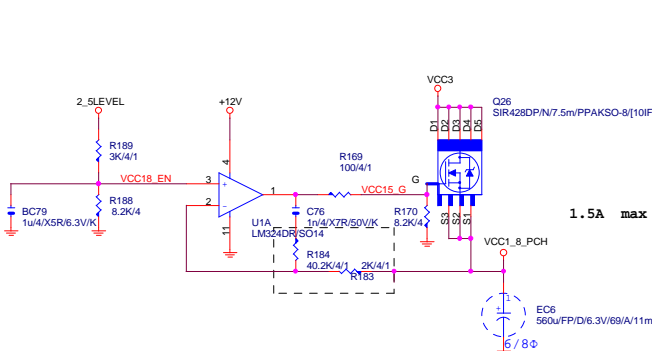 VCC3
2_5LEVEL
+12V
Q26
SIR428DP/N/7.5m/PPAKSO-8/[10IF
D1
D2
D3
D4
D5
R189
3K/4/1
4
R169
100/4/1
VCC18_EN
3
+
1
VCC15_G
G
2
−
BC79
1u/4/X5R/6.3V/K
R188
8.2K/4
11
U1A
LM324DR/SO14
C76
1n/4/X7R/50V/K
R170
8.2K/4
S3
S2
S1
1.5A max
VCC1_8_PCH
R184
40.2K/4/1
2K/4/1
R183
1
+
EC6
560u/FP/D/6.3V/69/A/11m
6/8Φ